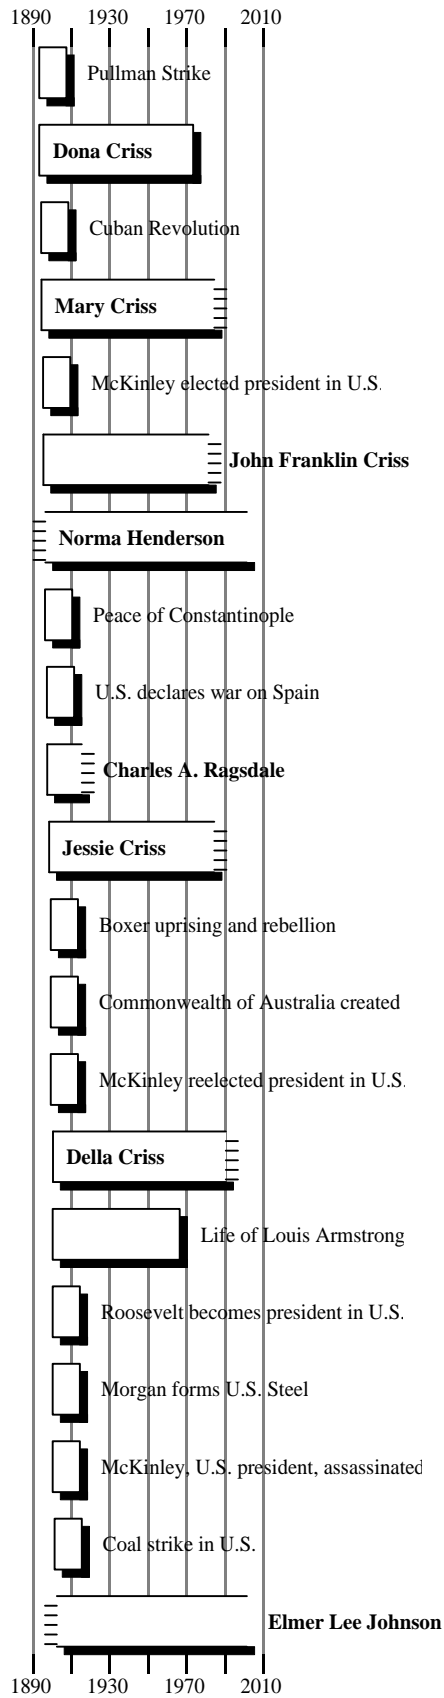 1890 1930 1970 2010
Pullman Strike
Dona Criss
Cuban Revolution
Mary Criss
McKinley elected president in U.S.
John Franklin Criss
Norma Henderson
Peace of Constantinople
U.S. declares war on Spain
Charles A. Ragsdale
Jessie Criss
Boxer uprising and rebellion
Commonwealth of Australia created
McKinley reelected president in U.S.
Della Criss
Life of Louis Armstrong
Roosevelt becomes president in U.S.
Morgan forms U.S. Steel
McKinley, U.S. president, assassinated
Coal strike in U.S.
Elmer Lee Johnson
1890 1930 1970 2010